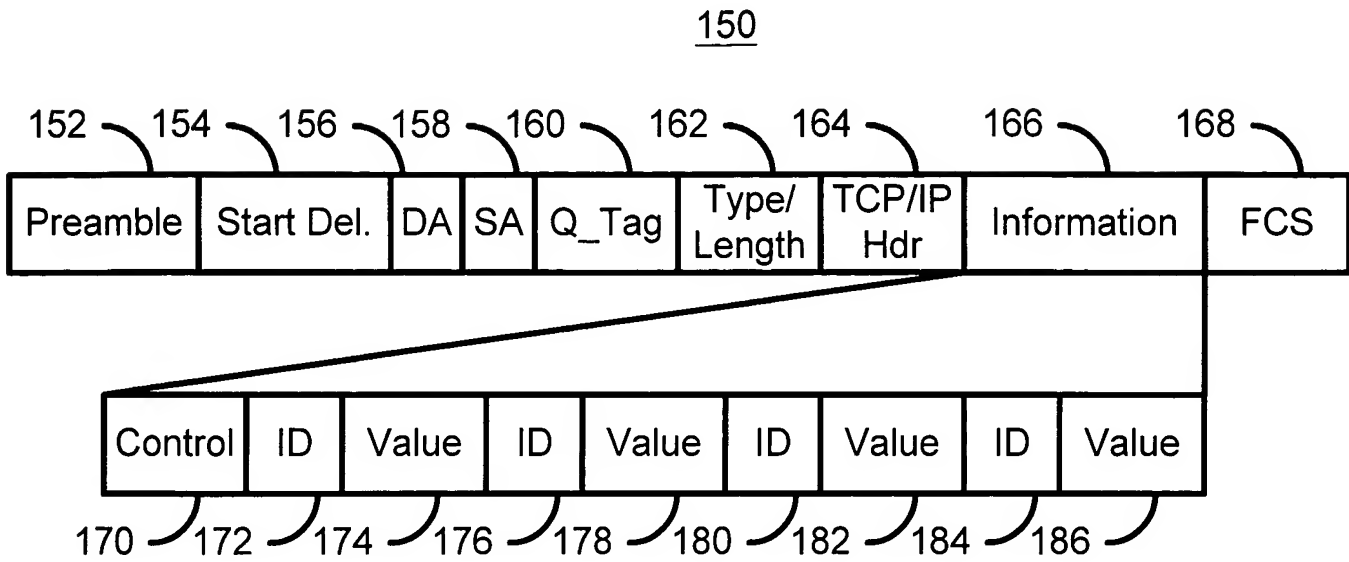 150
152 154 156 158 160 162 164 166 168
Preamble Start Del. DA SA Q_Tag Type/ Length TCP/IP Hdr Information FCS
Control ID Value ID Value ID Value ID Value
170 172 174 176 178 180 182 184 186